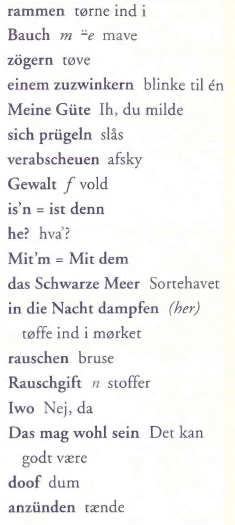 rammen tørne ind i
Bauch m ⸚e mave
zögern tøve
einem zuzwinkern blinke til én
Meine Güte Ih, du milde
sich prügeln slås
verabscheuen afsky
Gewalt f vold
is'n = ist denn
he? hva'?
Mit'm = Mit dem
das Schwarze Meer Sortehavet
in die Nacht dampfen (her)
tøffe ind i mørket
rauschen bruse
Rauschgift n stoffer
Iwo Nej, da
Das mag wohl sein Det kan
godt være
doof dum
anzünden tænde